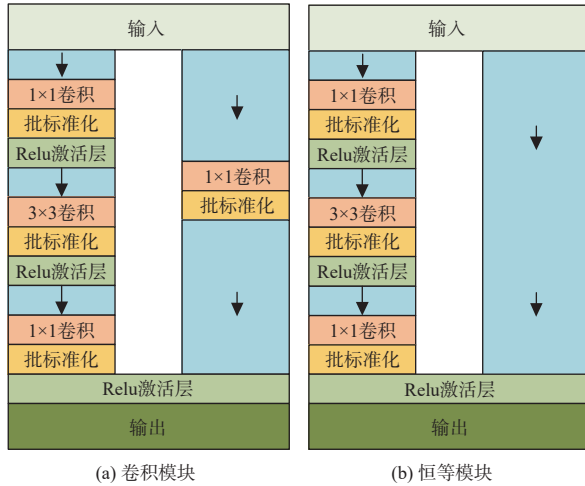 输入
1×1卷积
批标准化
Relu激活层
3×3卷积
批标准化
Relu激活层
1×1卷积
批标准化
1×1卷积
批标准化
Relu激活层
输出
(a) 卷积模块
输入
1×1卷积
批标准化
Relu激活层
3×3卷积
批标准化
Relu激活层
1×1卷积
批标准化
Relu激活层
输出
(b) 恒等模块